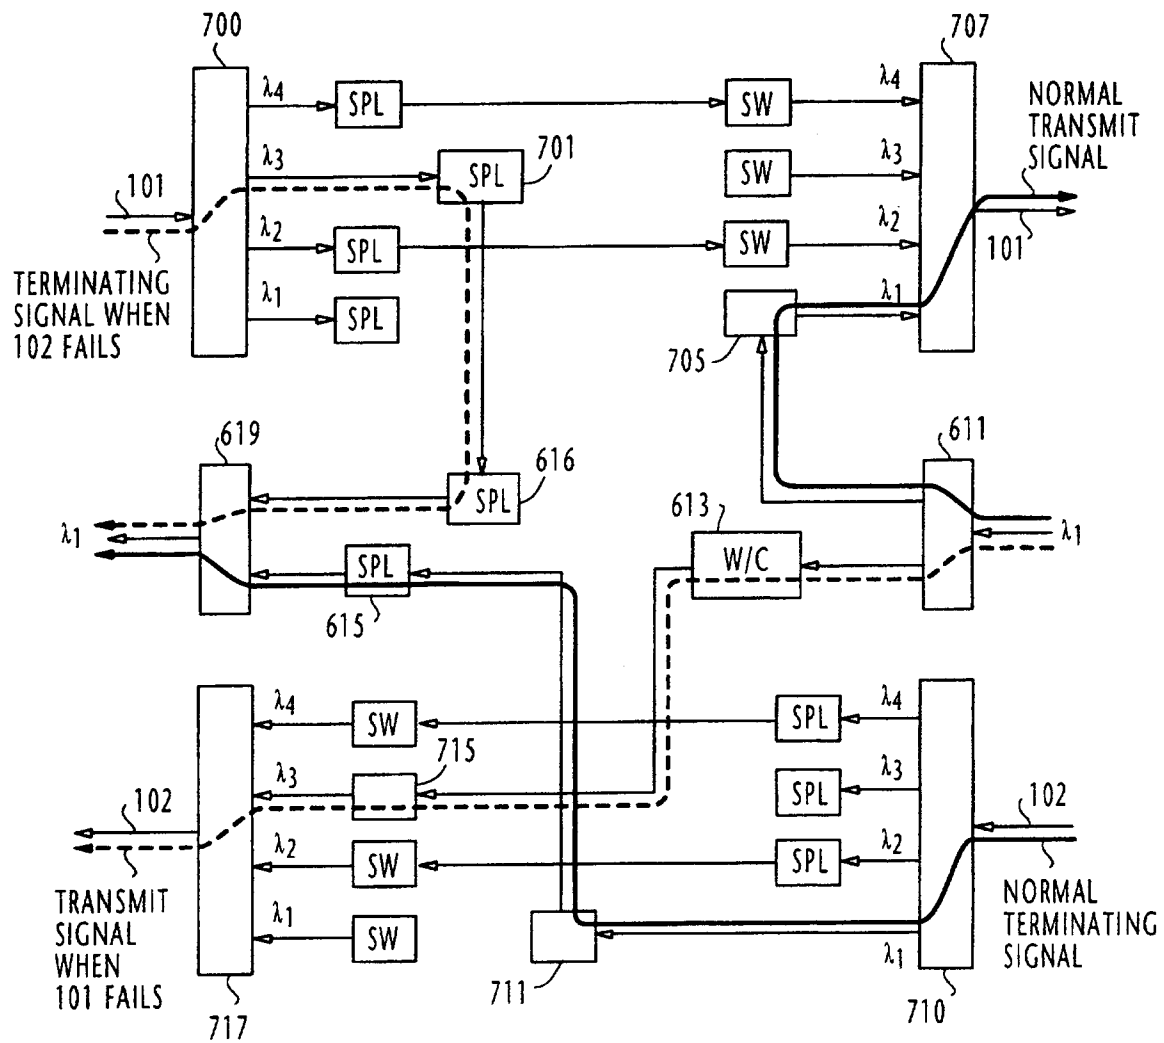 700
707
λ4
SPL
SW
λ4
NORMAL
TRANSMIT
SIGNAL
λ3
SPL
701
SW
λ3
101
λ2
SPL
SW
λ2
101
TERMINATING
SIGNAL WHEN
102 FAILS
λ1
SPL
705
λ1
619
611
SPL
616
613
λ1
W/C
λ1
SPL
615
λ4
SW
SPL
λ4
λ3
715
SPL
λ3
102
102
λ2
SW
SPL
λ2
TRANSMIT
SIGNAL
WHEN
101 FAILS
λ1
SW
NORMAL
TERMINATING
SIGNAL
λ1
711
717
710